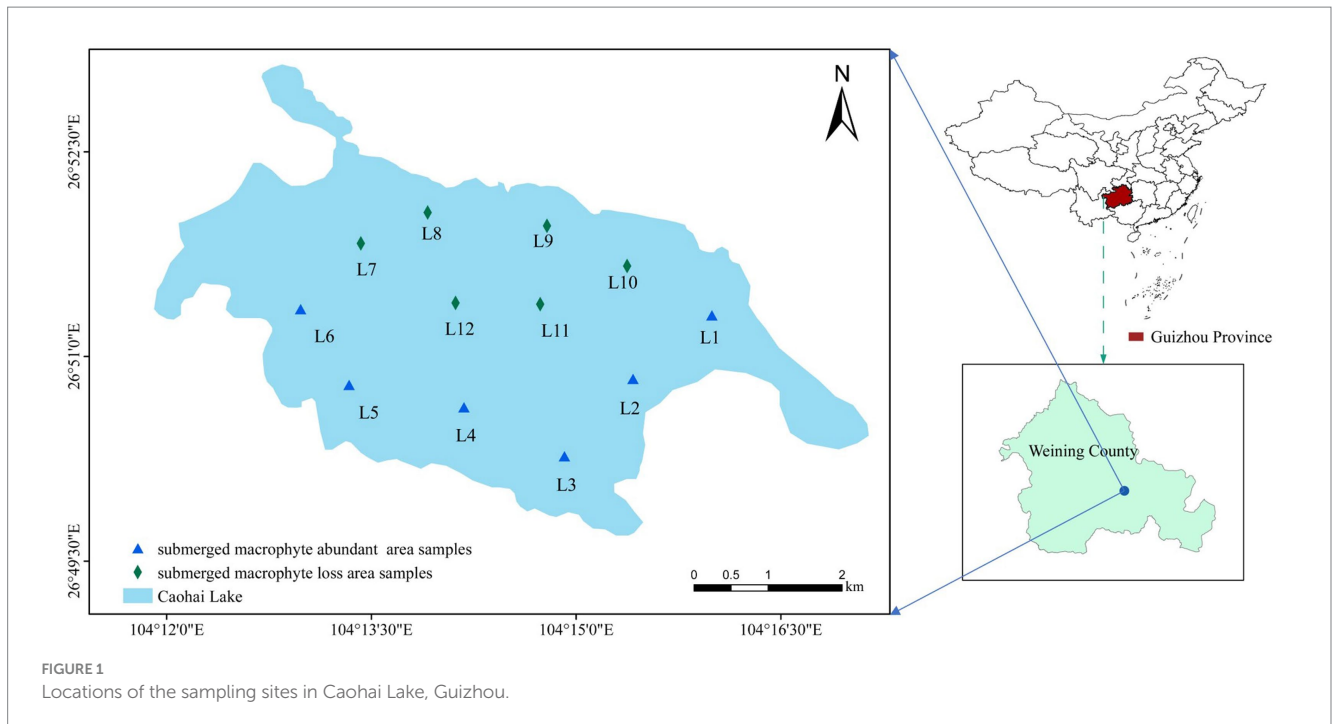 N
26°52'30"E
26°51'0"E
26°49'30"E
L8
L9
L7
L10
L12
L11
L6
L1
L5
L4
L2
L3
submerged macrophyte abundant area samples
submerged macrophyte loss area samples
Caohai Lake
0 0.5 1 2
km
104°12'0"E
104°13'30"E
104°15'0"E
104°16'30"E
Guizhou Province
Weining County
FIGURE 1
Locations of the sampling sites in Caohai Lake, Guizhou.